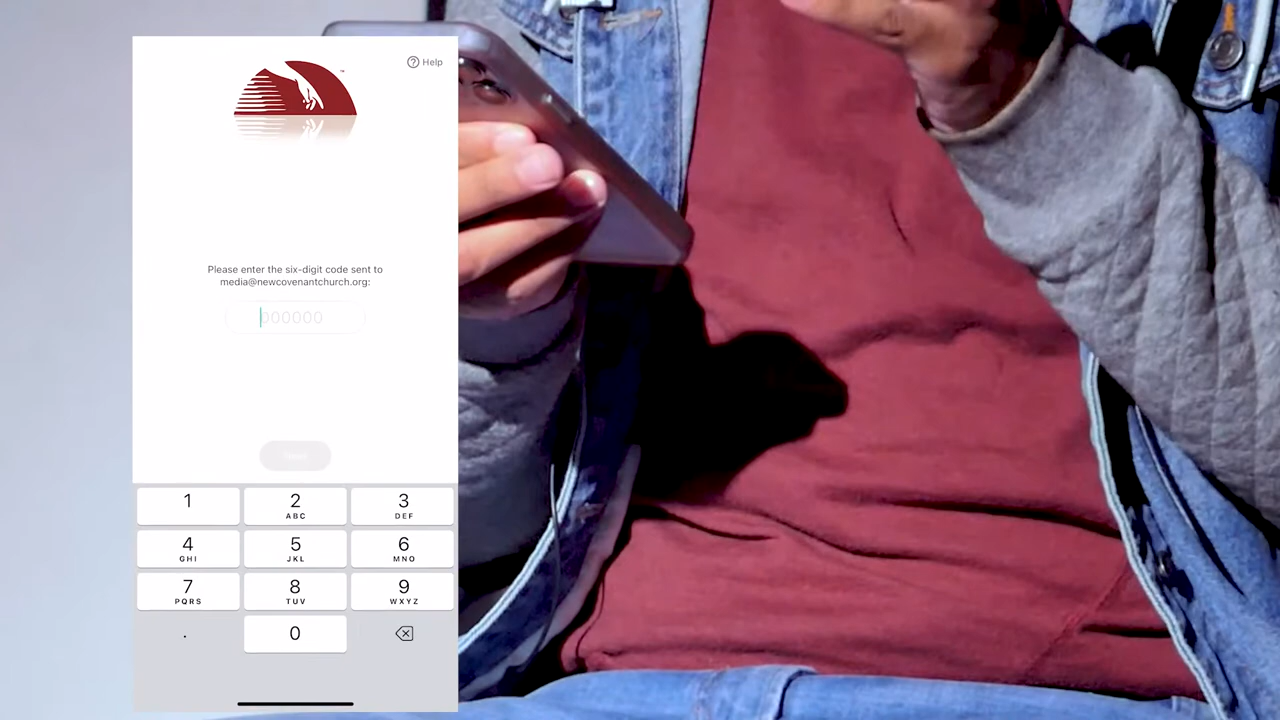 Help
™
Please enter the six-digit code sent to
media@newcovenantchurch.org:
000000
1
2
ABC
3
DEF
4
GHI
5
JKL
6
MNO
7
PQRS
8
TUV
9
WXYZ
.
0